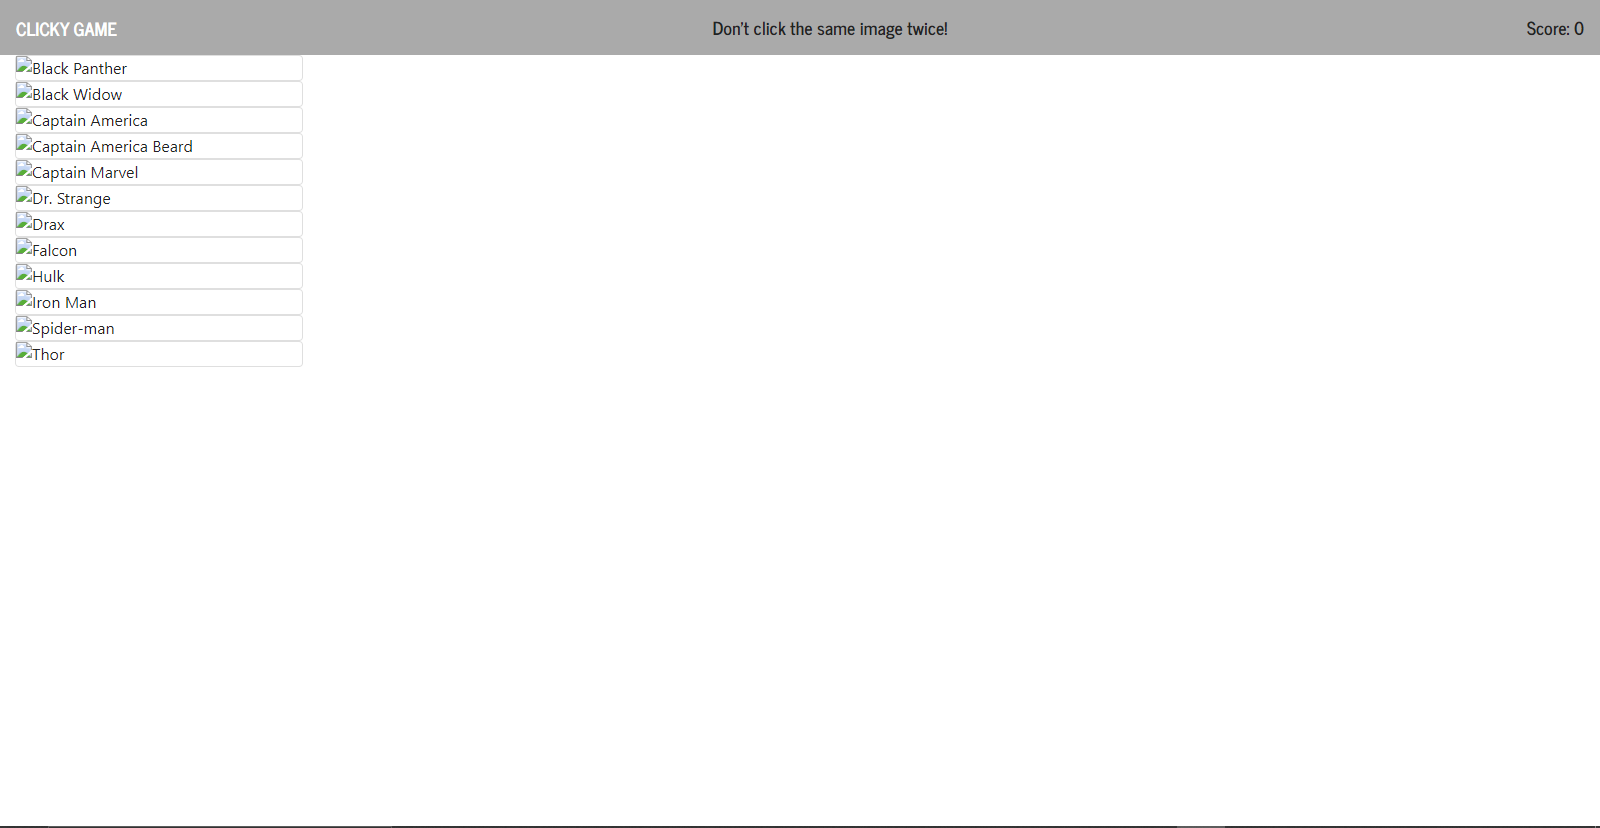 CLICKY GAME
Don't click the same image twice!
Score: 0
Black Panther
Black Widow
Captain America
Captain America Beard
Captain Marvel
Dr. Strange
Drax
Falcon
Hulk
Iron Man
Spider-man
Thor